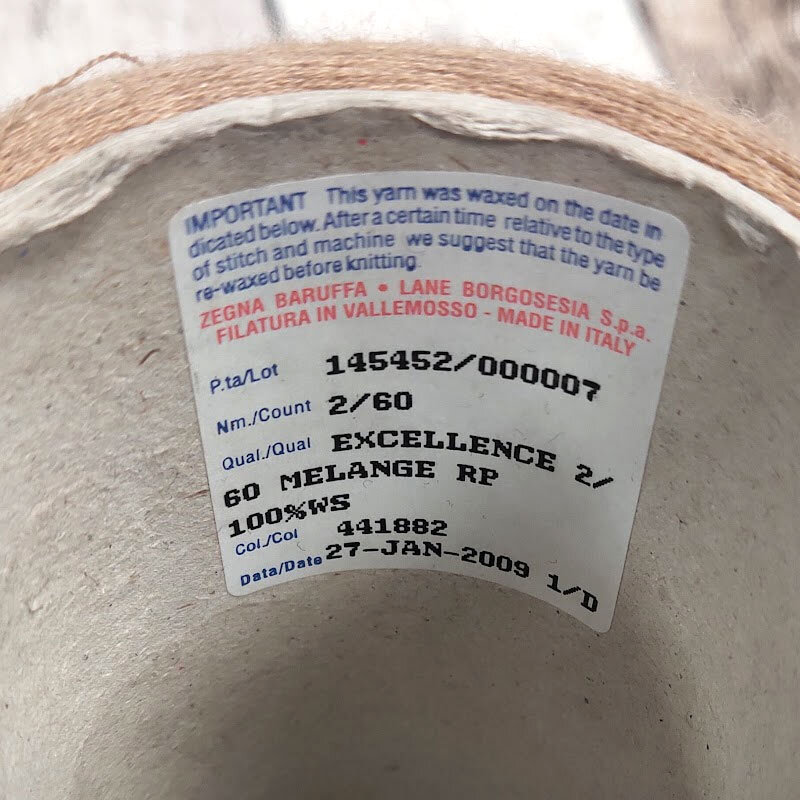 IMPORTANT This yarn was waxed on the date in
dicated below. After a certain time relative to the type
of stitch and machine we suggest that the yarn be
re-waxed before knitting.
ZEGNA BARUFFA • LANE BORGOSESIA S.p.a.
FILATURA IN VALLEMOSSO - MADE IN ITALY
P.ta/Lot 145452/000007
Nm./Count 2/60
Qual./Qual EXCELLENCE 2/
60 MELANGE RP
100%WS
Col./Col 441882
Data/Date 27-JAN-2009 1/D